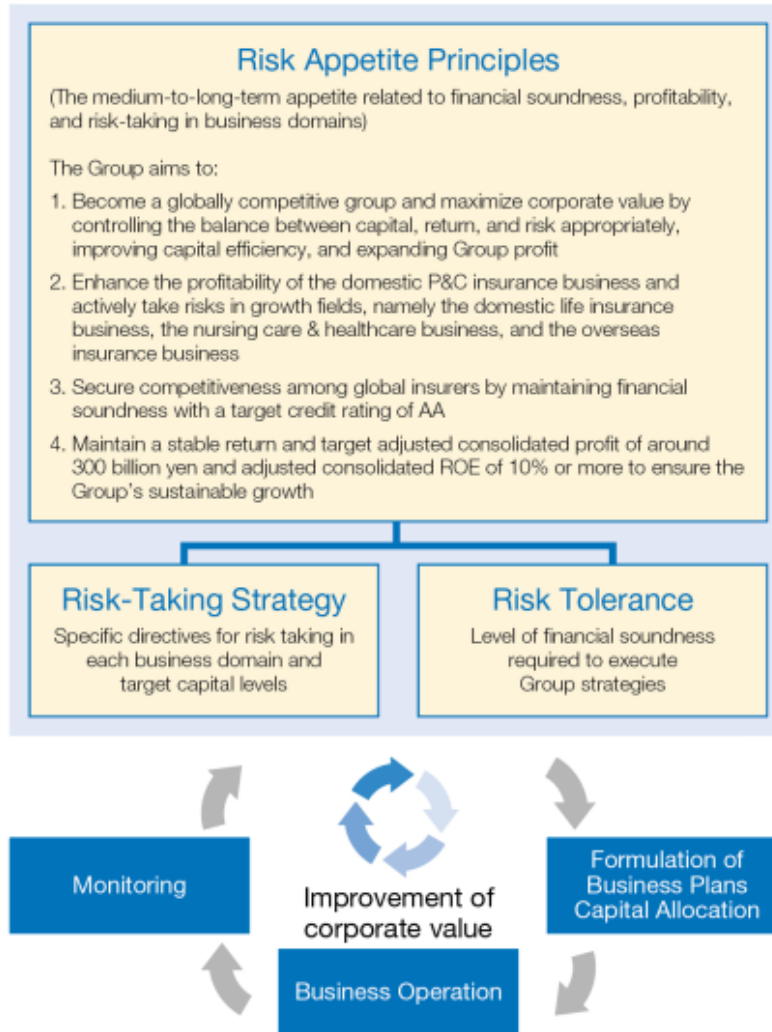 Risk Appetite Principles
(The medium-to-long-term appetite related to financial soundness, profitability,
and risk-taking in business domains)
The Group aims to:
1. Become a globally competitive group and maximize corporate value by
controlling the balance between capital, return, and risk appropriately,
improving capital efficiency, and expanding Group profit
2. Enhance the profitability of the domestic P&C insurance business and
actively take risks in growth fields, namely the domestic life insurance
business, the nursing care & healthcare business, and the overseas
insurance business
3. Secure competitiveness among global insurers by maintaining financial
soundness with a target credit rating of AA
4. Maintain a stable return and target adjusted consolidated profit of around
300 billion yen and adjusted consolidated ROE of 10% or more to ensure the
Group's sustainable growth
Risk-Taking Strategy
Specific directives for risk taking in
each business domain and
target capital levels
Risk Tolerance
Level of financial soundness
required to execute
Group strategies
Monitoring
Improvement of
corporate value
Formulation of
Business Plans
Capital Allocation
Business Operation